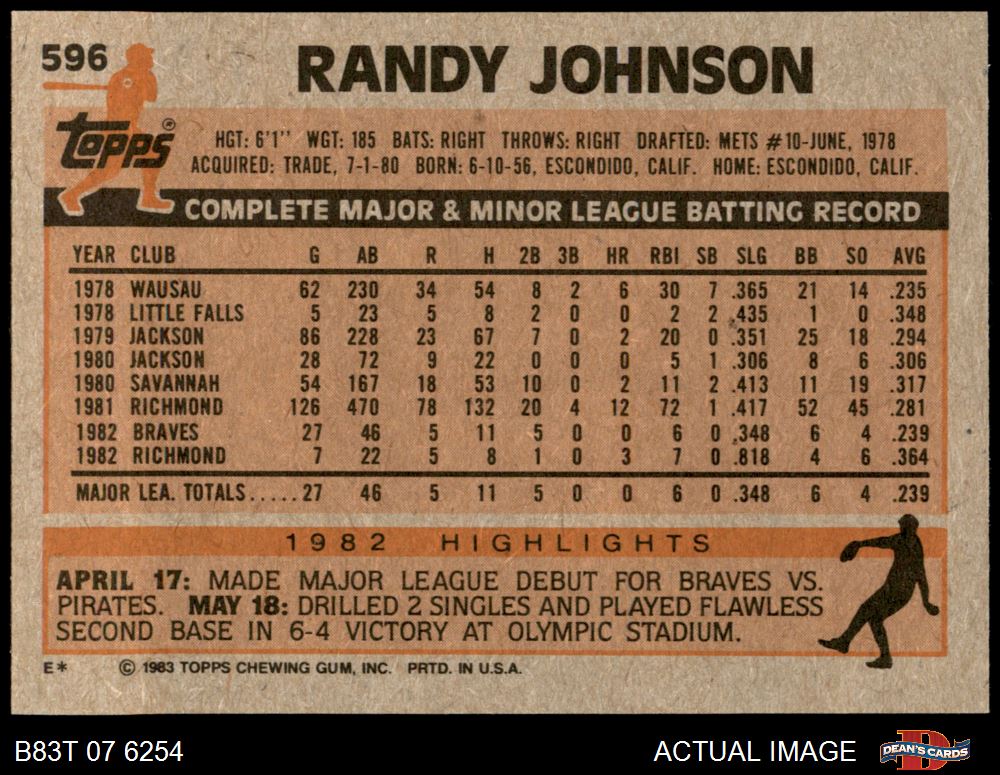 596
RANDY JOHNSON
Topps®
HGT: 6'1'' WGT: 185 BATS: RIGHT THROWS: RIGHT DRAFTED: METS #10-JUNE, 1978
ACQUIRED: TRADE, 7-1-80 BORN: 6-10-56, ESCONDIDO, CALIF. HOME: ESCONDIDO, CALIF.
COMPLETE MAJOR & MINOR LEAGUE BATTING RECORD
YEAR CLUB G AB R H 2B 3B HR RBI SB SLG BB SO AVG
1978 WAUSAU 62 230 34 54 8 2 6 30 7 .365 21 14 .235
1978 LITTLE FALLS 5 23 5 8 2 0 0 2 2 .435 1 0 .348
1979 JACKSON 86 228 23 67 7 0 2 20 0 .351 25 18 .294
1980 JACKSON 28 72 9 22 0 0 0 5 1 .306 8 6 .306
1980 SAVANNAH 54 167 18 53 10 0 2 11 2 .413 11 19 .317
1981 RICHMOND 126 470 78 132 20 4 12 72 1 .417 52 45 .281
1982 BRAVES 27 46 5 11 5 0 0 6 0 .348 6 4 .239
1982 RICHMOND 7 22 5 8 1 0 3 7 0 .818 4 6 .364
MAJOR LEA. TOTALS.....27 46 5 11 5 0 0 6 0 .348 6 4 .239
1982 HIGHLIGHTS
APRIL 17: MADE MAJOR LEAGUE DEBUT FOR BRAVES VS.
PIRATES. MAY 18: DRILLED 2 SINGLES AND PLAYED FLAWLESS
SECOND BASE IN 6-4 VICTORY AT OLYMPIC STADIUM.
E* © 1983 TOPPS CHEWING GUM, INC. PRTD. IN U.S.A.
B83T 07 6254 ACTUAL IMAGE DEAN'S CARDS